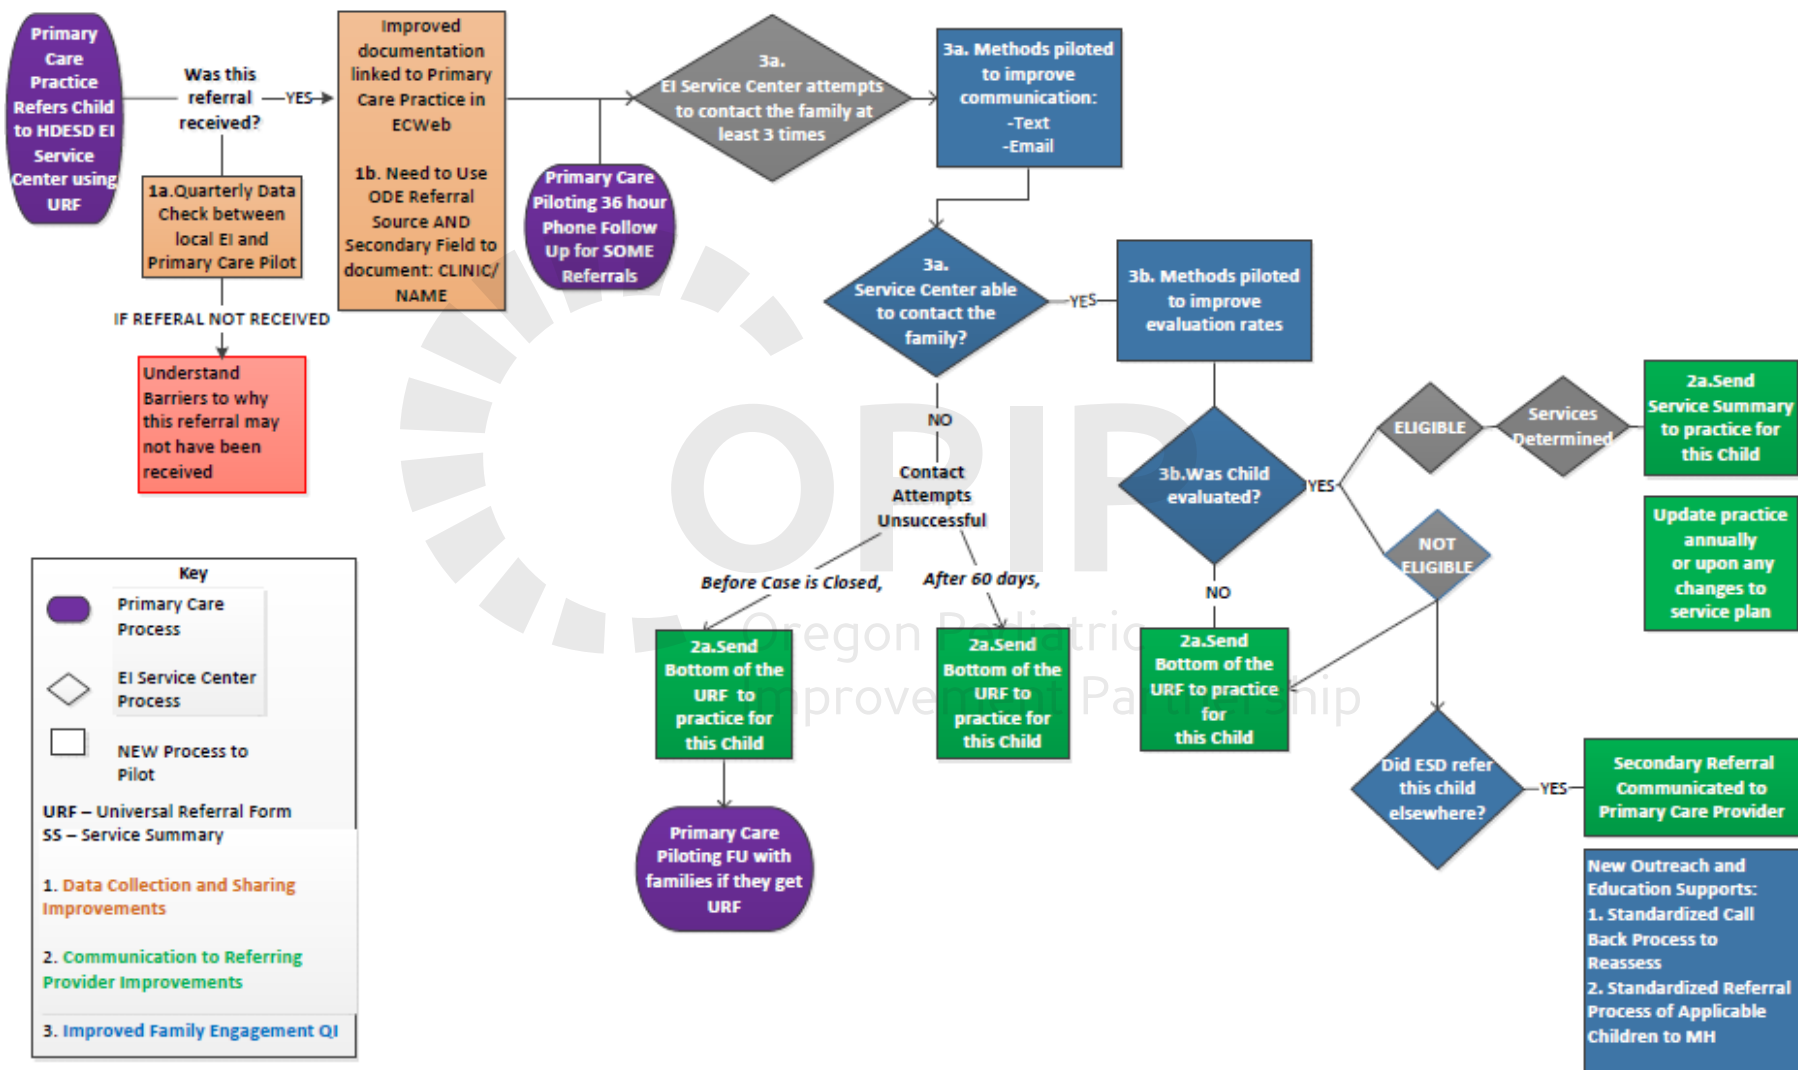 Primary
Care
Practice
Refers Child
to HDESD EI
Service
Center using
URF
Was this
referral
received?
YES
1a.Quarterly Data
Check between
local EI and
Primary Care Pilot
IF REFERAL NOT RECEIVED
Understand
Barriers to why
this referral may
not have been
received
Improved
documentation
linked to Primary
Care Practice in
ECWeb
1b. Need to Use
ODE Referral
Source AND
Secondary Field to
document: CLINIC/
NAME
Primary Care
Piloting 36 hour
Phone Follow
Up for SOME
Referrals
3a.
EI Service Center attempts
to contact the family at
least 3 times
3a. Methods piloted
to improve
communication:
-Text
-Email
3a.
Service Center able
to contact the
family?
YES
3b. Methods piloted
to improve
evaluation rates
NO
Contact
Attempts
Unsuccessful
Before Case is Closed,
After 60 days,
2a.Send
Bottom of the
URF to
practice for
this Child
2a.Send
Bottom of the
URF to
practice for
this Child
Primary Care
Piloting FU with
families if they get
URF
3b.Was Child
evaluated?
YES
NO
2a.Send
Bottom of the
URF to practice
for
this Child
ELIGIBLE
Services
Determined
2a.Send
Service Summary
to practice for
this Child
Update practice
annually
or upon any
changes to
service plan
NOT
ELIGIBLE
Did ESD refer
this child
elsewhere?
YES
Secondary Referral
Communicated to
Primary Care Provider
New Outreach and
Education Supports:
1. Standardized Call
Back Process to
Reassess
2. Standardized Referral
Process of Applicable
Children to MH
Key
Primary Care
Process
EI Service Center
Process
NEW Process to
Pilot
URF – Universal Referral Form
SS – Service Summary
1. Data Collection and Sharing
Improvements
2. Communication to Referring
Provider Improvements
3. Improved Family Engagement QI
OPIP
Oregon Pediatric
Improvement Partnership